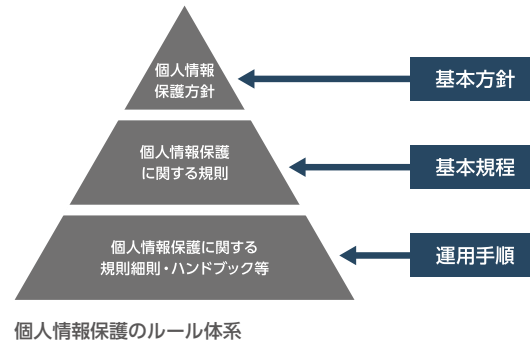 個人情報
保護方針
基本方針
個人情報保護
に関する規則
基本規程
個人情報保護に関する
規則細則・ハンドブック等
運用手順
個人情報保護のルール体系